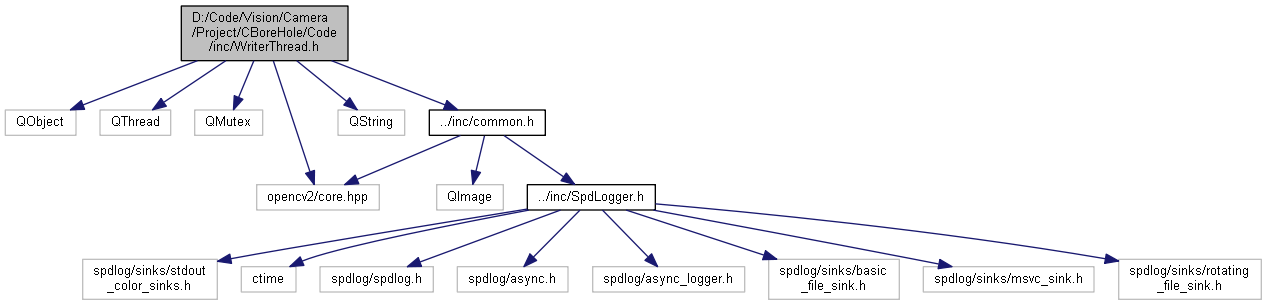 D:/Code/Vision/Camera
/Project/CBoreHole/Code
/inc/WriterThread.h
QObject
QThread
QMutex
QString
../inc/common.h
opencv2/core.hpp
QImage
../inc/SpdLogger.h
spdlog/sinks/stdout
_color_sinks.h
ctime
spdlog/spdlog.h
spdlog/async.h
spdlog/async_logger.h
spdlog/sinks/basic
_file_sink.h
spdlog/sinks/msvc_sink.h
spdlog/sinks/rotating
_file_sink.h